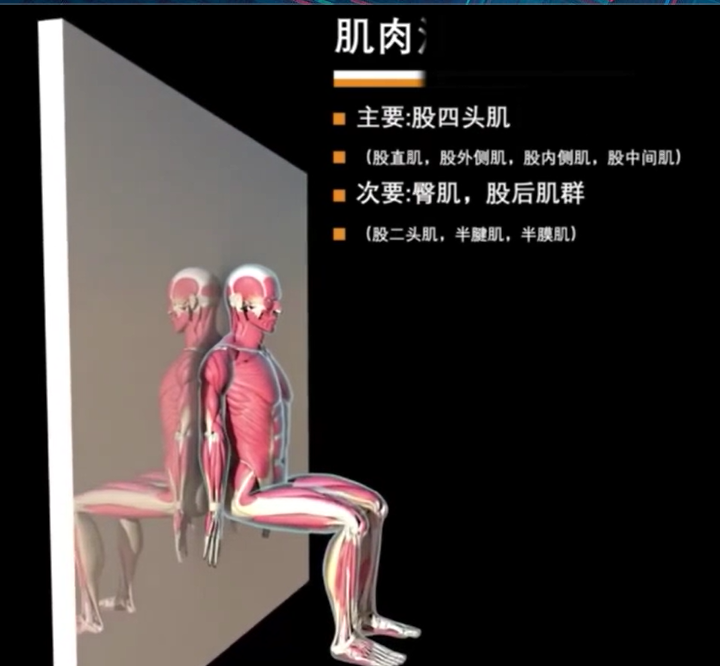 肌肉
主要:股四头肌
(股直肌，股外侧肌，股内侧肌，股中间肌)
次要:臀肌，股后肌群
(股二头肌，半腱肌，半膜肌)